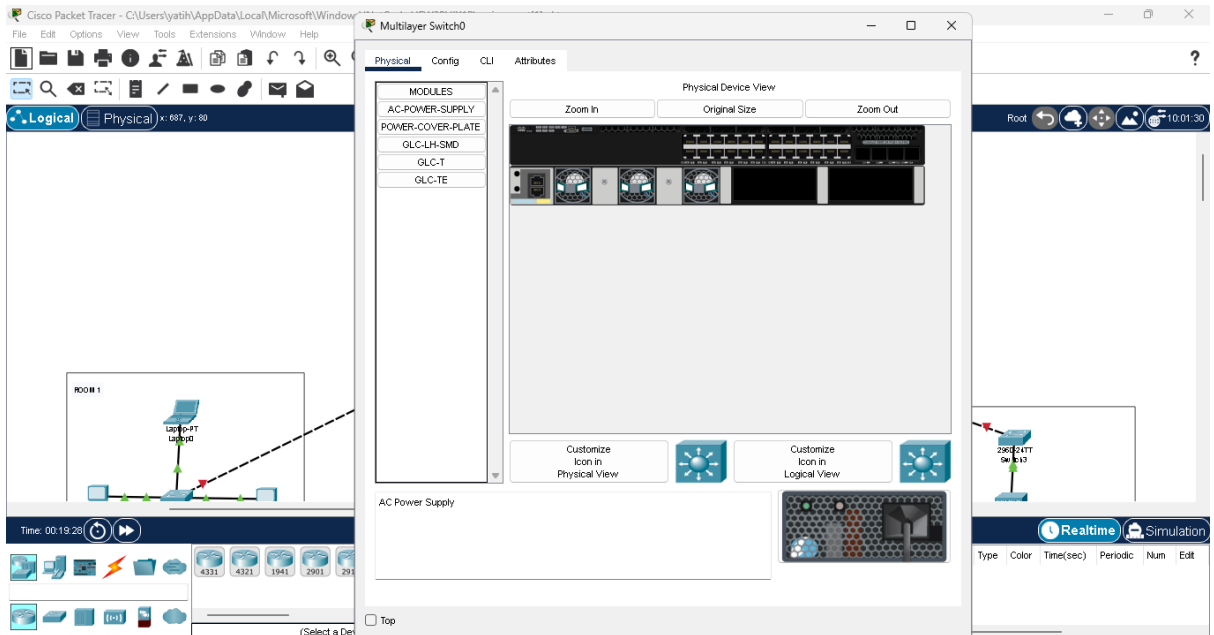 Cisco Packet Tracer - C:\Users\yatih\AppData\Local\Microsoft\Window
File Edit Options View Tools Extensions Window Help
Logical Physical x: 687, y: 80
Root 10:01:30
Multilayer Switch0
Physical Config CLI Attributes
MODULES
AC-POWER-SUPPLY
POWER-COVER-PLATE
GLC-LH-SMD
GLC-T
GLC-TE
Physical Device View
Zoom In Original Size Zoom Out
Customize
Icon in
Physical View
Customize
Icon in
Logical View
AC Power Supply
Top
ROOM 1
Laptop-PT
Laptop0
2960-24TT
Switch3
Time: 00:19:28
Realtime Simulation
4331 4321 1941 2901 291
(Select a De
Type Color Time(sec) Periodic Num Edit